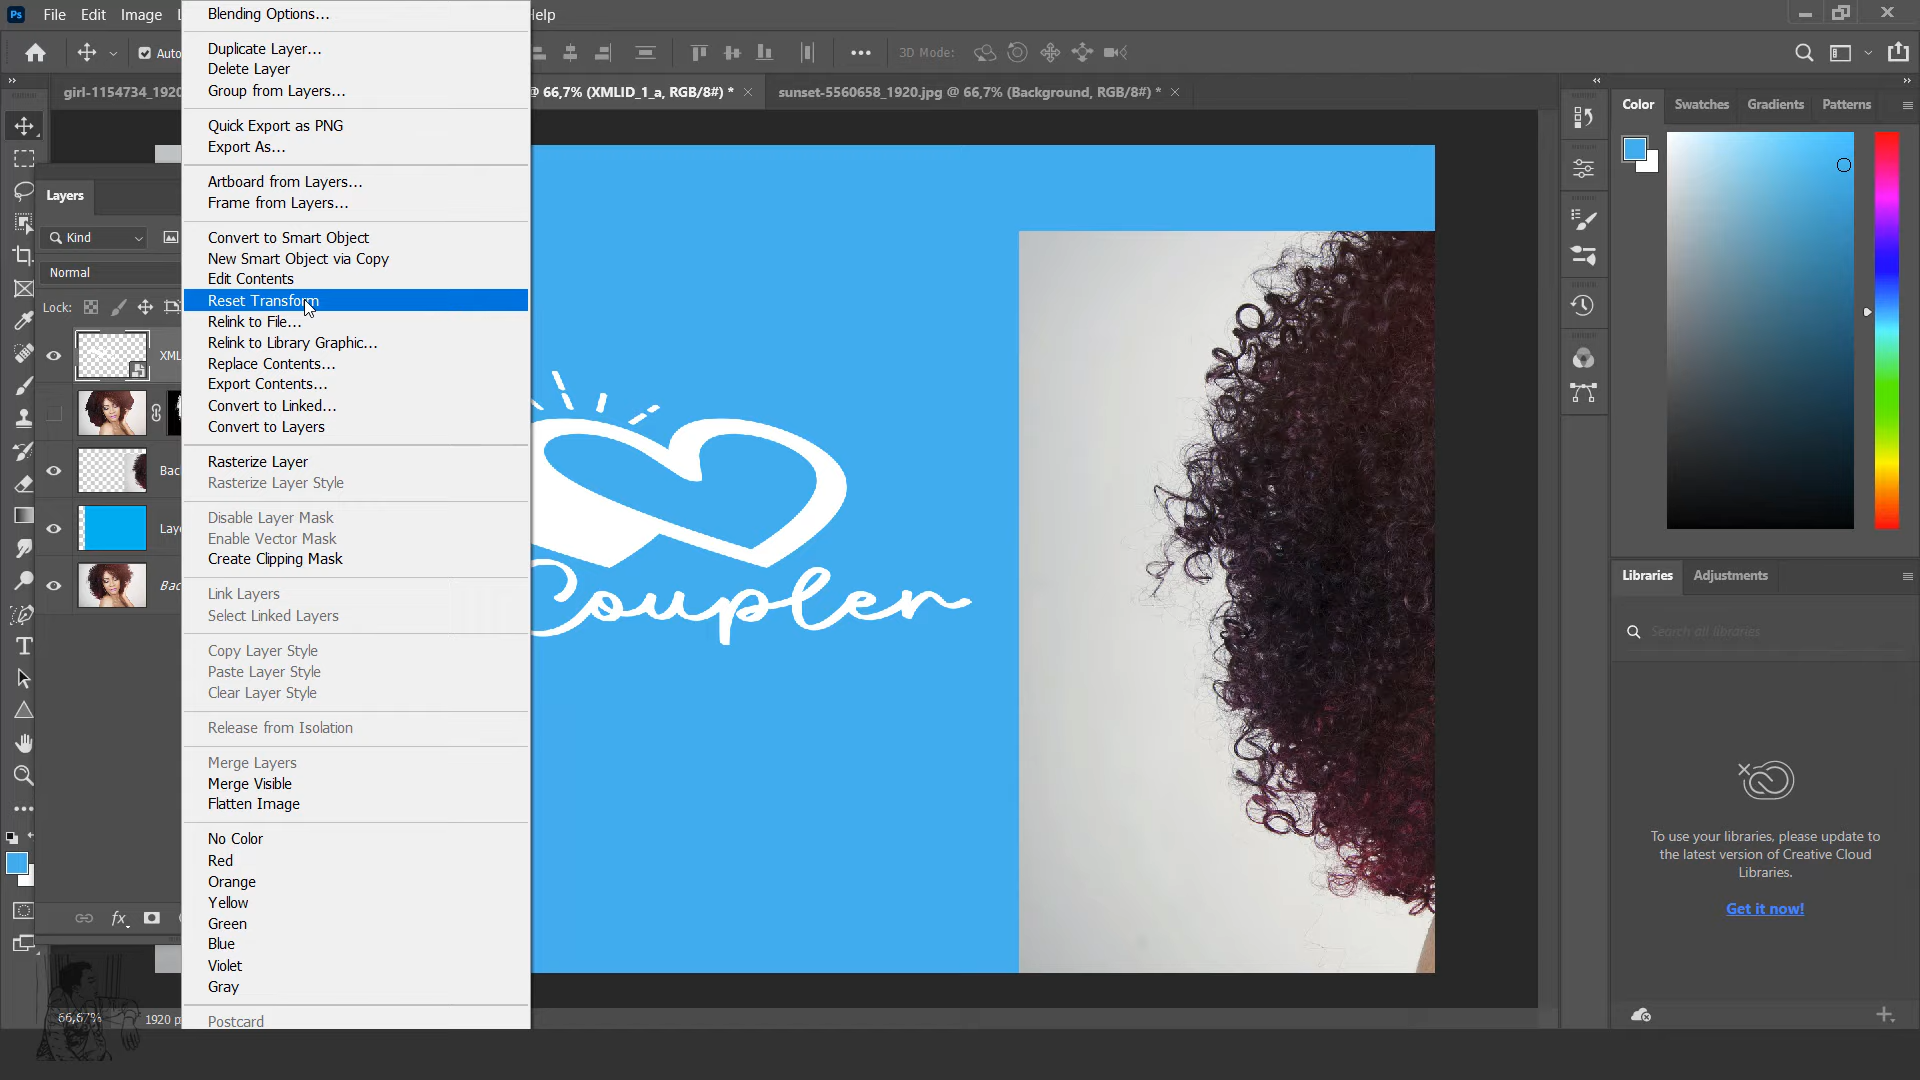 Ps File Edit Image L Help
Auto 3D Mode:
girl-1154734_1920 @ 66,7% (XMLID_1_a, RGB/8#) * sunset-5560658_1920.jpg @ 66,7% (Background, RGB/8#) *
Blending Options...
Duplicate Layer...
Delete Layer
Group from Layers...
Quick Export as PNG
Export As...
Artboard from Layers...
Frame from Layers...
Convert to Smart Object
New Smart Object via Copy
Edit Contents
Reset Transform
Relink to File...
Relink to Library Graphic...
Replace Contents...
Export Contents...
Convert to Linked...
Convert to Layers
Rasterize Layer
Rasterize Layer Style
Disable Layer Mask
Enable Vector Mask
Create Clipping Mask
Link Layers
Select Linked Layers
Copy Layer Style
Paste Layer Style
Clear Layer Style
Release from Isolation
Merge Layers
Merge Visible
Flatten Image
No Color
Red
Orange
Yellow
Green
Blue
Violet
Gray
Postcard
Layers
Kind
Normal
Lock:
XML
Bac
Laye
Bac
fx
66,67% 1920 p
Coupler
Color Swatches Gradients Patterns
Libraries Adjustments
Search all libraries
To use your libraries, please update to
the latest version of Creative Cloud
Libraries.
Get it now!